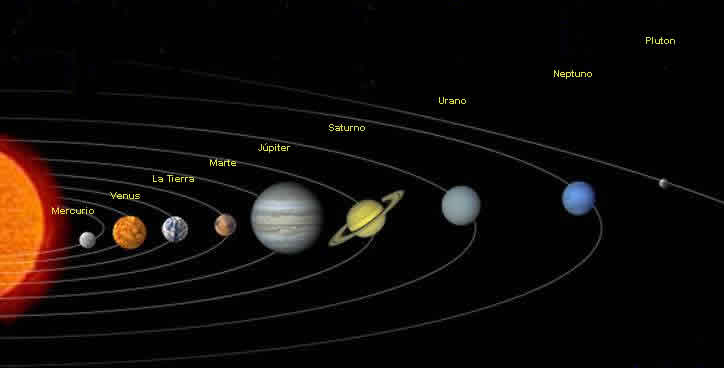 Mercurio
Venus
La Tierra
Marte
Júpiter
Saturno
Urano
Neptuno
Pluton